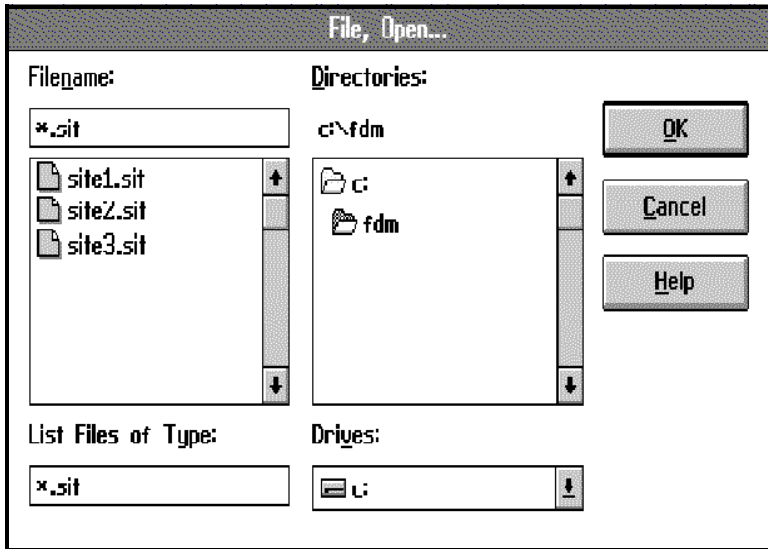 File, Open...
Filename:
*.sit
site1.sit
site2.sit
site3.sit
List Files of Type:
*.sit
Directories:
c:\fdm
c:
fdm
Drives:
c:
OK
Cancel
Help